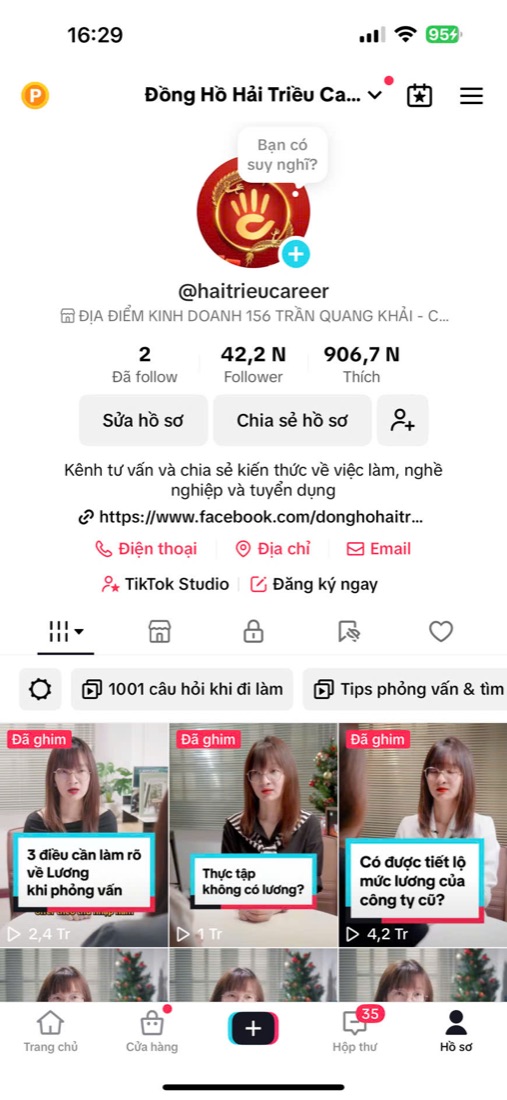 16:29
95
P
Đồng Hồ Hải Triều Ca...
Bạn có
suy nghĩ?
@haitrieucareer
ĐỊA ĐIỂM KINH DOANH 156 TRẦN QUANG KHẢI - C...
2
Đã follow
42,2 N
Follower
906,7 N
Thích
Sửa hồ sơ
Chia sẻ hồ sơ
Kênh tư vấn và chia sẻ kiến thức về việc làm, nghề
nghiệp và tuyển dụng
https://www.facebook.com/donghohaitr...
Điện thoại
Địa chỉ
Email
TikTok Studio
Đăng ký ngay
1001 câu hỏi khi đi làm
Tips phỏng vấn & tìm
Đã ghim
3 điều cần làm rõ
về Lương
khi phỏng vấn
2,4 Tr
Đã ghim
Thực tập
không có lương?
1 Tr
Đã ghim
Có được tiết lộ
mức lương của
công ty cũ?
4,2 Tr
Trang chủ
Cửa hàng
35
Hộp thư
Hồ sơ